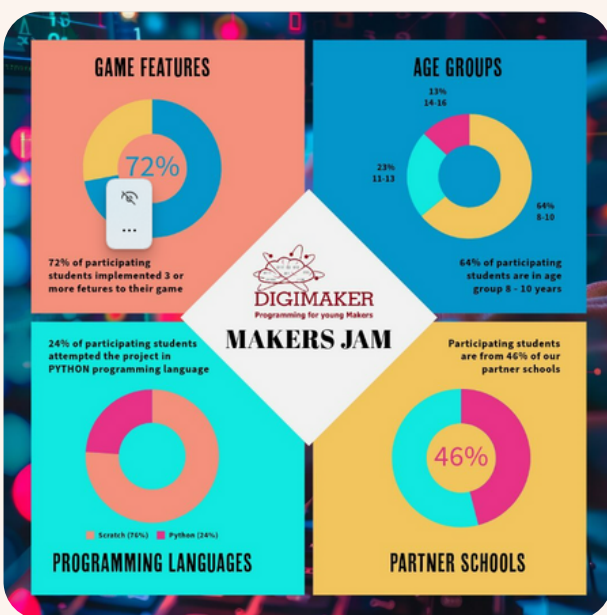 GAME FEATURES
72%
72% of participating
students implemented 3 or
more fetures to their game
AGE GROUPS
13%
14-16
23%
11-13
64%
8-10
64% of participating
students are in age
group 8 - 10 years
DIGIMAKER
Programming for young Makers
MAKERS JAM
24% of participating students
attempted the project in
PYTHON programming language
Scratch (76%) Python (24%)
PROGRAMMING LANGUAGES
Participating students
are from 46% of our
partner schools
46%
PARTNER SCHOOLS